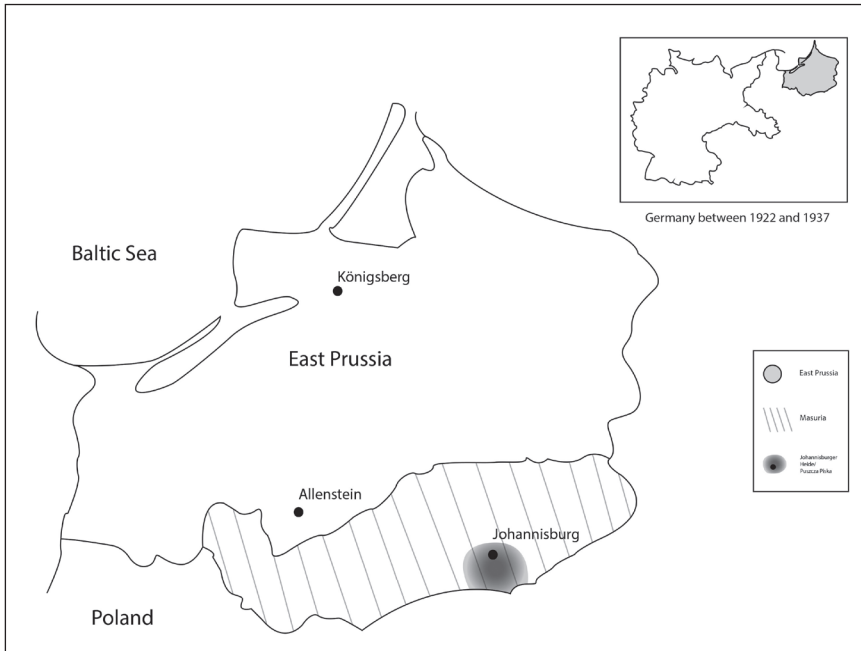 Germany between 1922 and 1937
Baltic Sea
Königsberg
East Prussia
East Prussia
Masuria
Johannisburger
Heide/
Puszcza Piska
Allenstein
Johannisburg
Poland